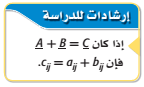 إرشادات للدراسة
إذا كان A + B = C
فإن cij = aij + bij.